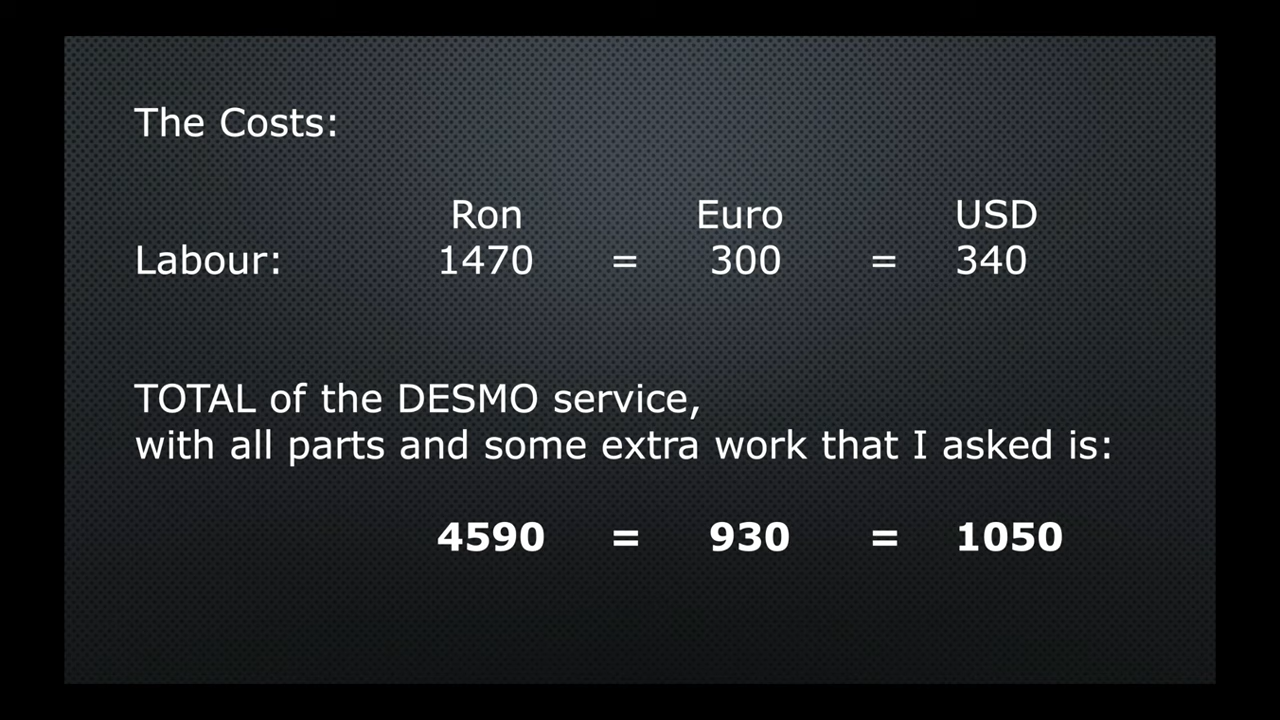 The Costs:
Ron Euro USD
Labour: 1470 = 300 = 340
TOTAL of the DESMO service,
with all parts and some extra work that I asked is:
4590 = 930 = 1050